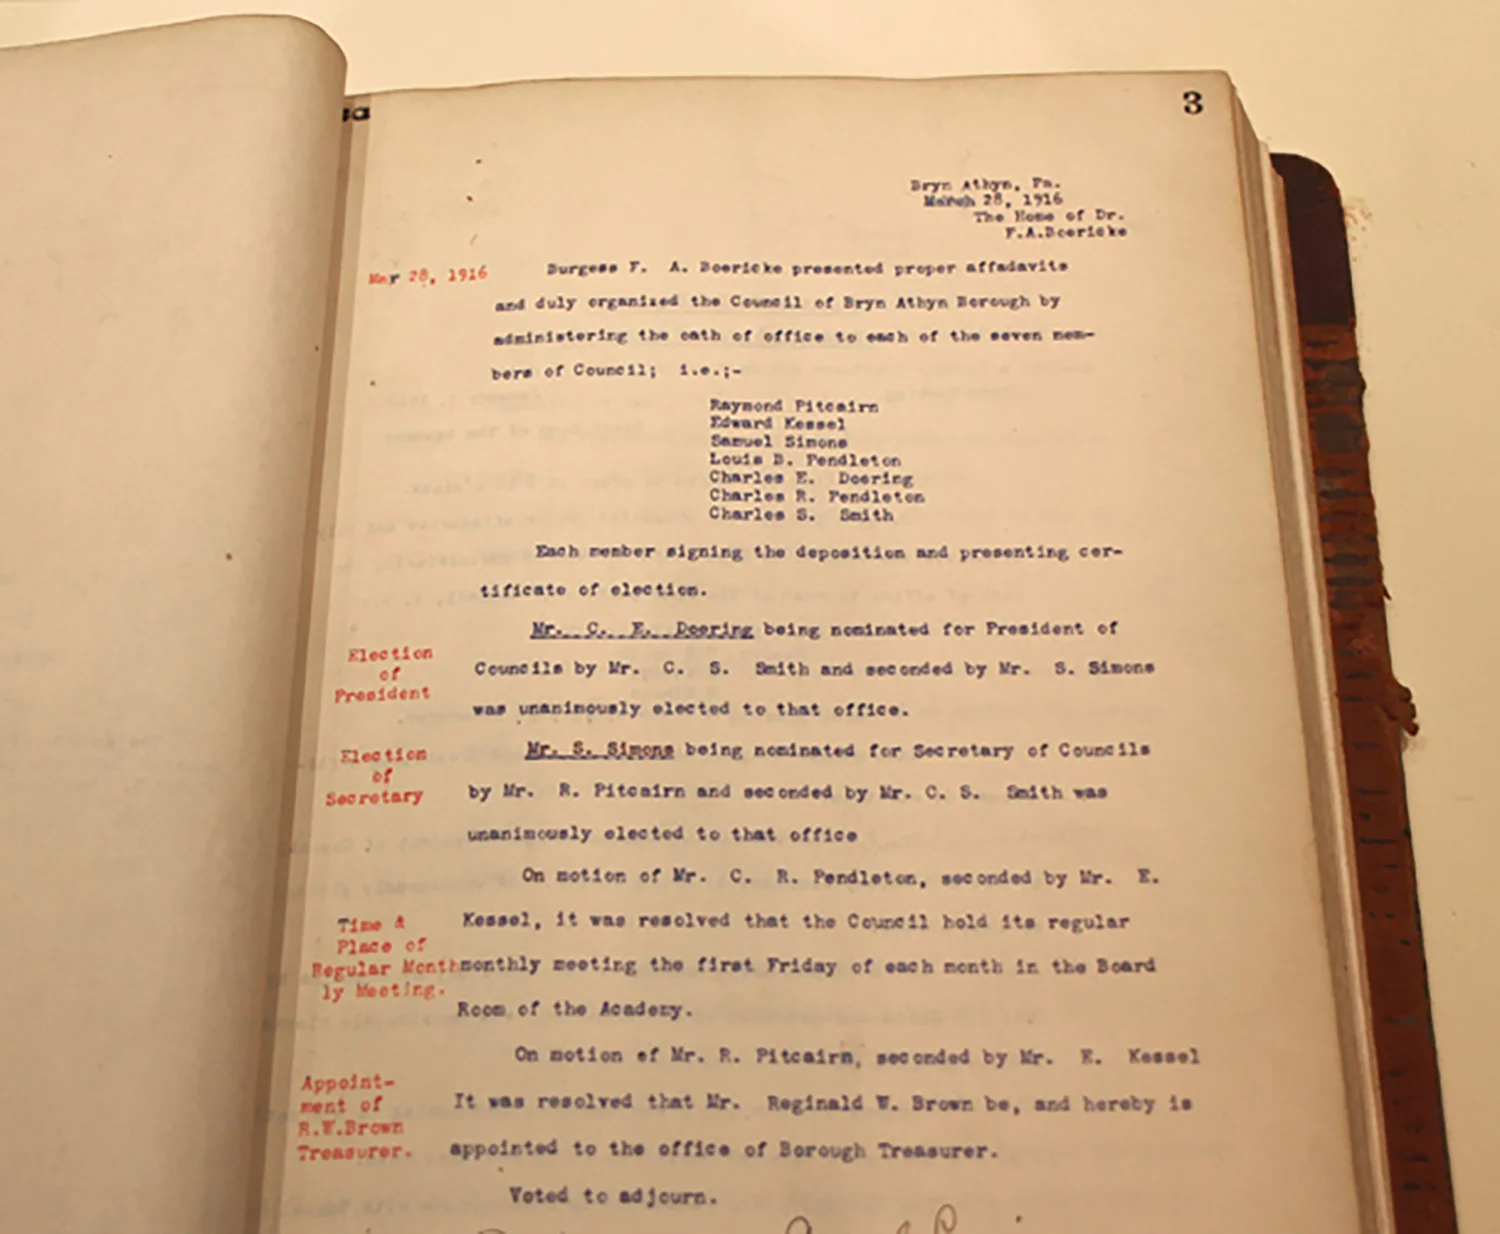 3
Bryn Athyn, Pa.
March 28, 1916
The Home of Dr.
F.A.Boericke
Mar 28, 1916
Burgess F. A. Boericke presented proper affadavits
and duly organized the Council of Bryn Athyn Borough by
administering the oath of office to each of the seven mem-
bers of Council; i.e.;-
Raymond Pitcairn
Edward Kessel
Samuel Simons
Louis B. Pendleton
Charles E. Doering
Charles R. Pendleton
Charles S. Smith
Each member signing the deposition and presenting cer-
tificate of election.
Election
of
President
Mr. C. E. Doering being nominated for President of
Councils by Mr. C. S. Smith and seconded by Mr. S. Simons
was unanimously elected to that office.
Election
of
Secretary
Mr. S. Simons being nominated for Secretary of Councils
by Mr. R. Pitcairn and seconded by Mr. C. S. Smith was
unanimously elected to that office
On motion of Mr. C. R. Pendleton, seconded by Mr. E.
Time &
Place of
Regular Month
ly Meeting.
Kessel, it was resolved that the Council hold its regular
monthly meeting the first Friday of each month in the Board
Room of the Academy.
On motion of Mr. R. Pitcairn, seconded by Mr. E. Kessel
Appoint-
ment of
R.W.Brown
Treasurer.
It was resolved that Mr. Reginald W. Brown be, and hereby is
appointed to the office of Borough Treasurer.
Voted to adjourn.